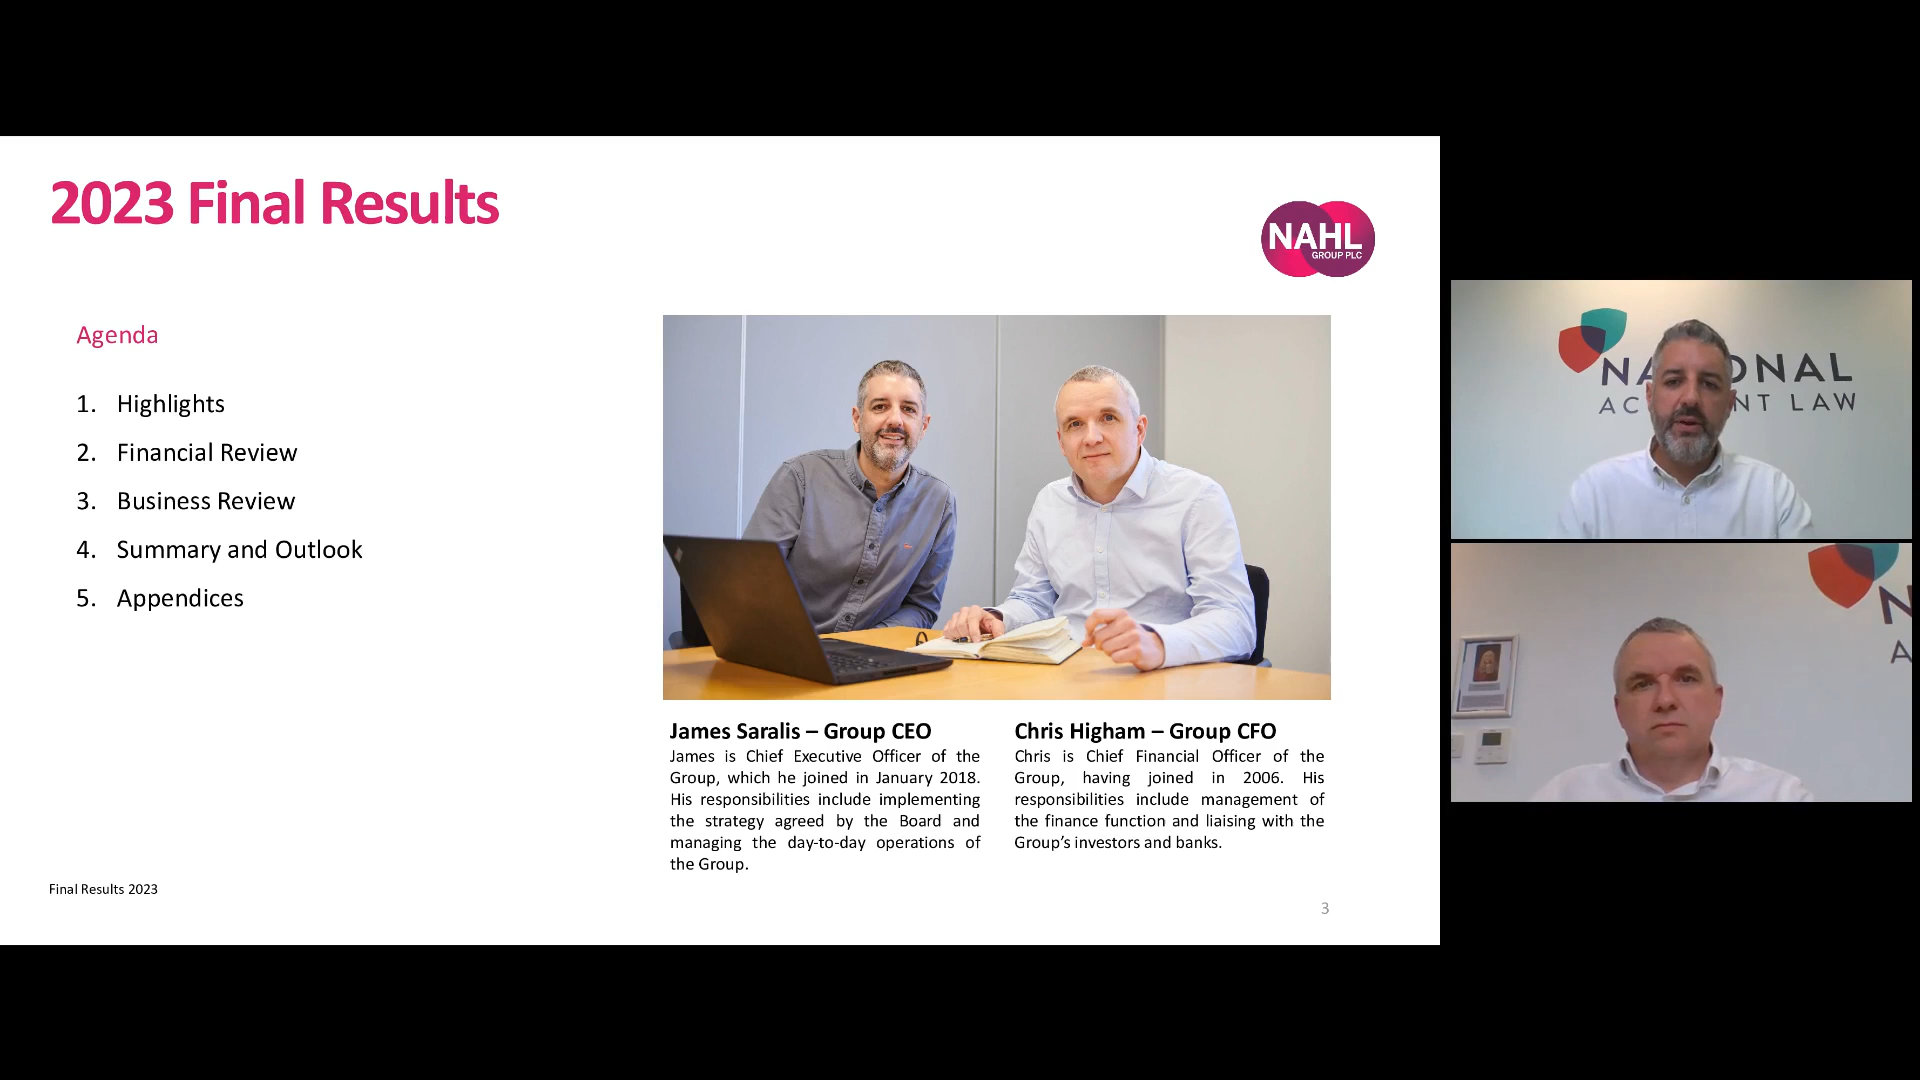 2023 Final Results
NAHL
GROUP PLC
Agenda
1. Highlights
2. Financial Review
3. Business Review
4. Summary and Outlook
5. Appendices
James Saralis – Group CEO
James is Chief Executive Officer of the
Group, which he joined in January 2018.
His responsibilities include implementing
the strategy agreed by the Board and
managing the day-to-day operations of
the Group.
Chris Higham – Group CFO
Chris is Chief Financial Officer of the
Group, having joined in 2006. His
responsibilities include management of
the finance function and liaising with the
Group’s investors and banks.
Final Results 2023
3
NA ONAL
AC NT LAW
N
A